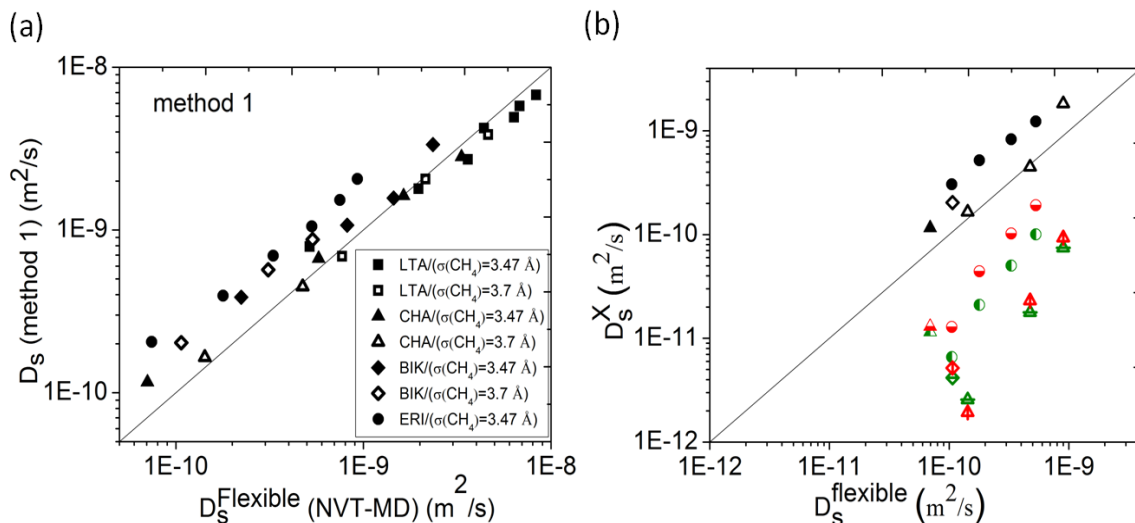 (a)
D_s (method 1) (m²/s)
1E-8
1E-9
1E-10
method 1
LTA/(σ(CH₄)=3.47 Å)
LTA/(σ(CH₄)=3.7 Å)
CHA/(σ(CH₄)=3.47 Å)
CHA/(σ(CH₄)=3.7 Å)
BIK/(σ(CH₄)=3.47 Å)
BIK/(σ(CH₄)=3.7 Å)
ERI/(σ(CH₄)=3.47 Å)
1E-10 1E-9 1E-8
D_s^Flexible (NVT-MD) (m²/s)
(b)
D_s^X (m²/s)
1E-9
1E-10
1E-11
1E-12
1E-12 1E-11 1E-10 1E-9
D_s^flexible (m²/s)